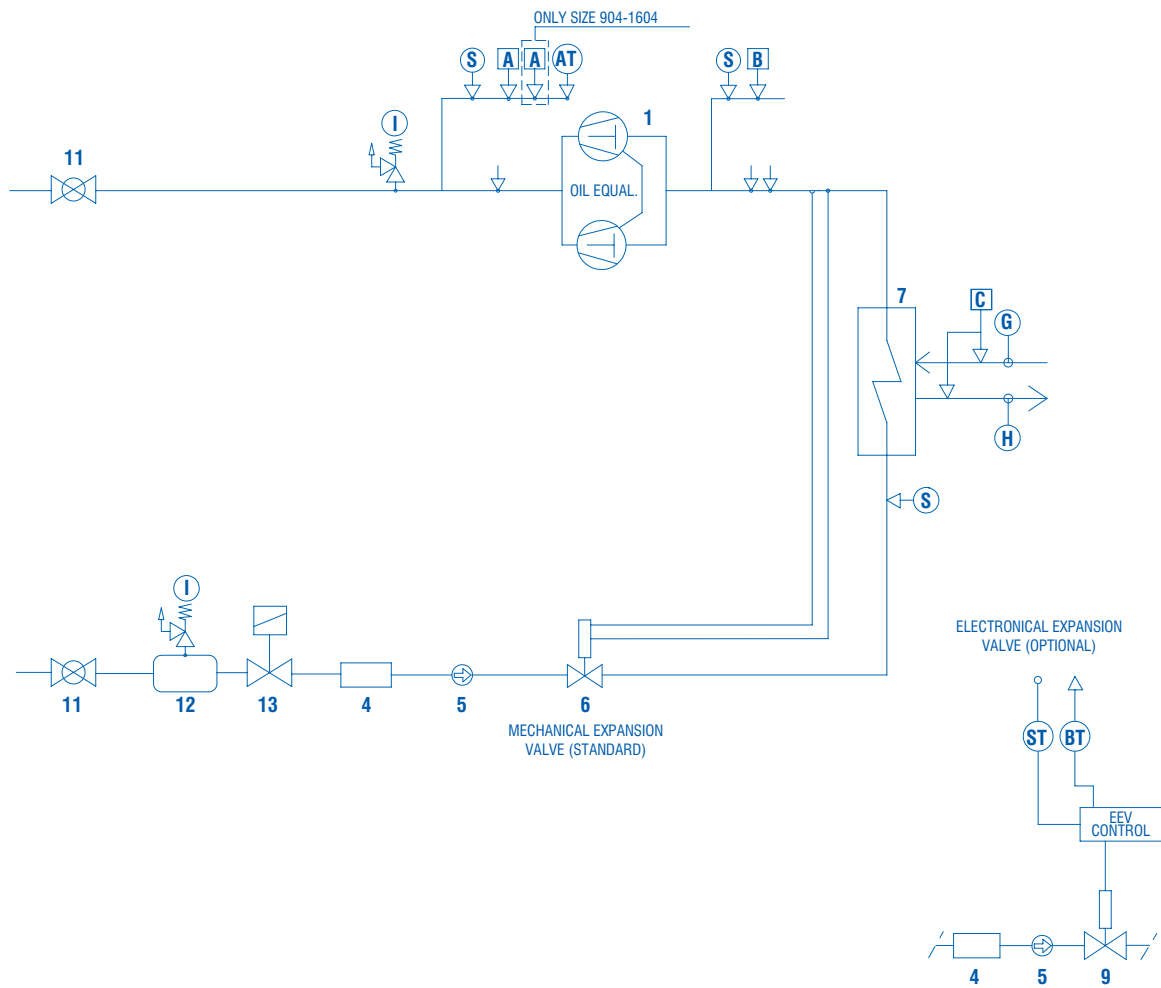 ONLY SIZE 904-1604
S A A AT S B
I
1
11
OIL EQUAL.
C
7
G
H
S
I
ELECTRONICAL EXPANSION
VALVE (OPTIONAL)
11 12 13 4 5 6
MECHANICAL EXPANSION
VALVE (STANDARD)
ST BT
EEV
CONTROL
4 5 9